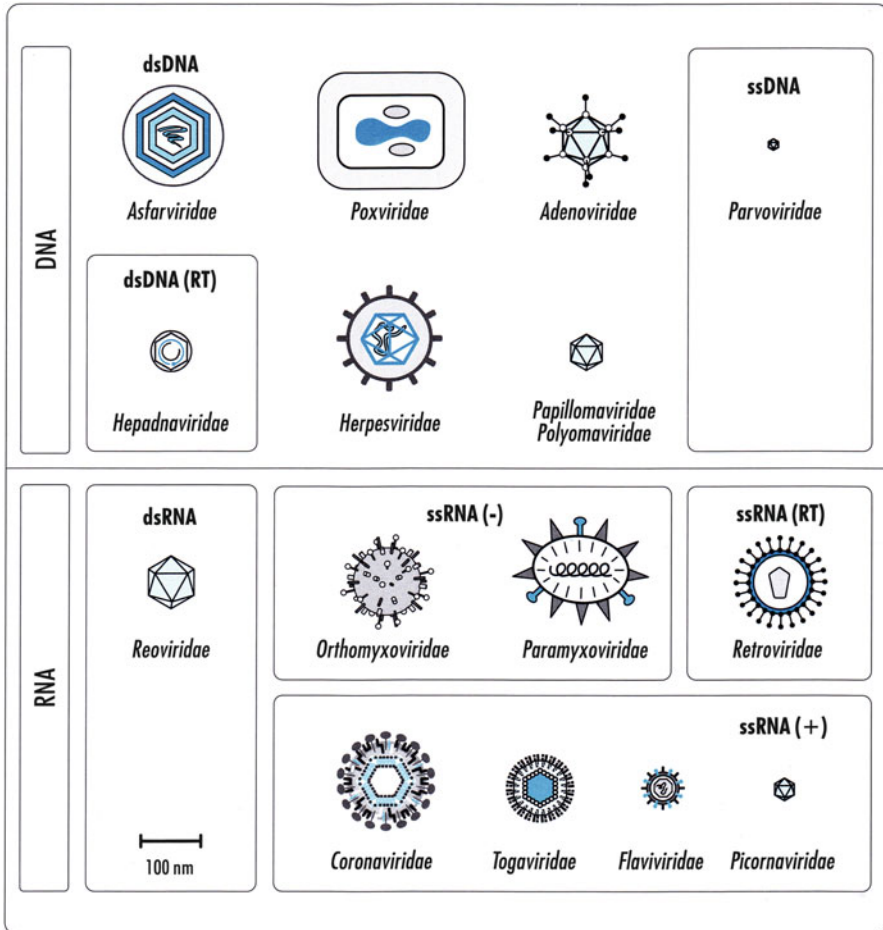 DNA
dsDNA
Asfarviridae
Poxviridae
Adenoviridae
ssDNA
Parvoviridae
dsDNA (RT)
Hepadnaviridae
Herpesviridae
Papillomaviridae
Polyomaviridae
RNA
dsRNA
Reoviridae
100 nm
ssRNA (-)
Orthomyxoviridae
Paramyxoviridae
ssRNA (RT)
Retroviridae
ssRNA (+)
Coronaviridae
Togaviridae
Flaviviridae
Picornaviridae